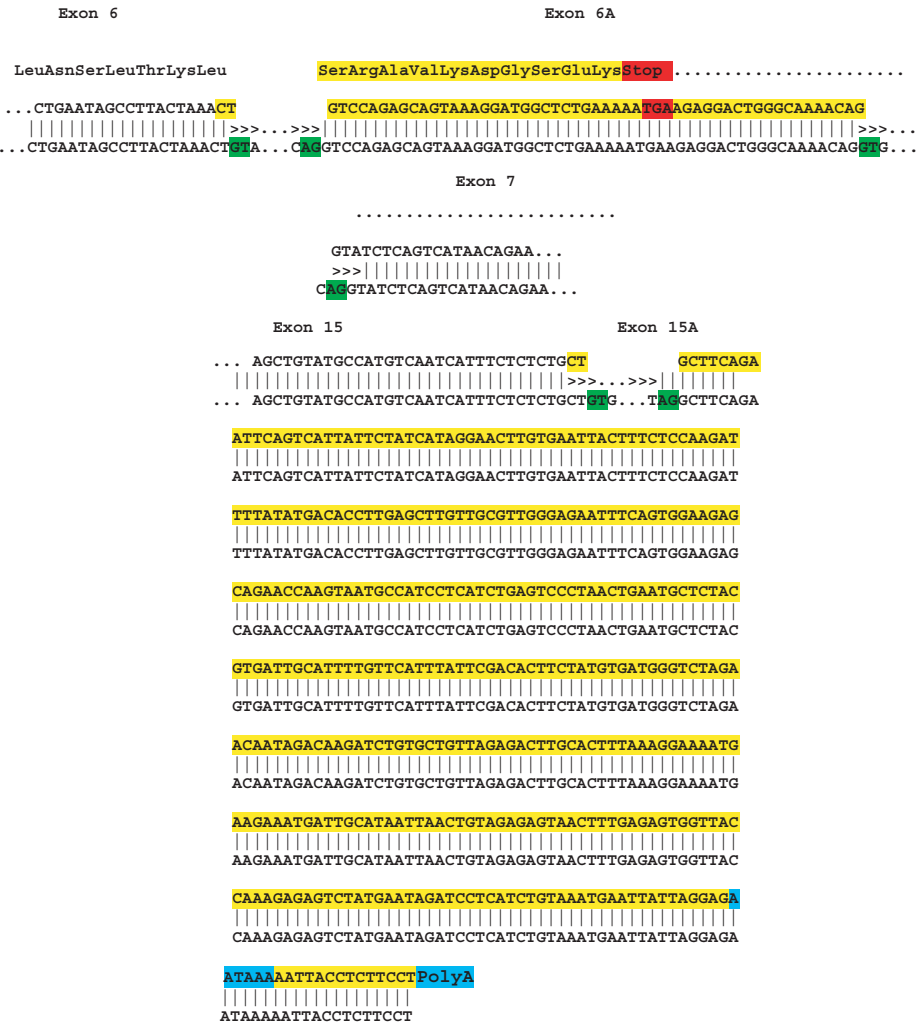 Exon 6 Exon 6A
LeuAsnSerLeuThrLysLeu SerArgAlaValLysAspGlySerGluLysStop.......................
...CTGAATAGCCTTACTAAACT GTCCAGAGCAGTAAAGGATGGCTCTGAAAAATGAAGAGGACTGGGCAAAACAG
||||||||||||||||||||>>>...>>>|||||||||||||||||||||||||||||||||||||||||||||||||||||>>>...
...CTGAATAGCCTTACTAAACTGTA...CAGGTCCAGAGCAGTAAAGGATGGCTCTGAAAAATGAAGAGGACTGGGCAAAACAGGTG...
Exon 7
..........................
GTATCTCAGTCATAACAGAA...
>>>||||||||||||||||||||
CAGGTATCTCAGTCATAACAGAA...
Exon 15 Exon 15A
... AGCTGTATGCCATGTCAATCATTTCTCTCTGCT GCTTCAGA
||||||||||||||||||||||||||||||||||>>>...>>>||||||||
... AGCTGTATGCCATGTCAATCATTTCTCTCTGCTGTG...TAGGCTTCAGA
ATTCAGTCATTATTCTATCATAGGAACTTGTGAATTACTTTCTCCAAGAT
||||||||||||||||||||||||||||||||||||||||||||||||||
ATTCAGTCATTATTCTATCATAGGAACTTGTGAATTACTTTCTCCAAGAT
TTTATATGACACCTTGAGCTTGTTGCGTTGGGAGAATTTCAGTGGAAGAG
||||||||||||||||||||||||||||||||||||||||||||||||||
TTTATATGACACCTTGAGCTTGTTGCGTTGGGAGAATTTCAGTGGAAGAG
CAGAACCAAGTAATGCCATCCTCATCTGAGTCCCTAACTGAATGCTCTAC
||||||||||||||||||||||||||||||||||||||||||||||||||
CAGAACCAAGTAATGCCATCCTCATCTGAGTCCCTAACTGAATGCTCTAC
GTGATTGCATTTTGTTCATTTATTCGACACTTCTATGTGATGGGTCTAGA
||||||||||||||||||||||||||||||||||||||||||||||||||
GTGATTGCATTTTGTTCATTTATTCGACACTTCTATGTGATGGGTCTAGA
ACAATAGACAAGATCTGTGCTGTTAGAGACTTGCACTTTAAAGGAAAATG
||||||||||||||||||||||||||||||||||||||||||||||||||
ACAATAGACAAGATCTGTGCTGTTAGAGACTTGCACTTTAAAGGAAAATG
AAGAAATGATTGCATAATTAACTGTAGAGAGTAACTTTGAGAGTGGTTAC
||||||||||||||||||||||||||||||||||||||||||||||||||
AAGAAATGATTGCATAATTAACTGTAGAGAGTAACTTTGAGAGTGGTTAC
CAAAGAGAGTCTATGAATAGATCCTCATCTGTAAATGAATTATTAGGAGA
||||||||||||||||||||||||||||||||||||||||||||||||||
CAAAGAGAGTCTATGAATAGATCCTCATCTGTAAATGAATTATTAGGAGA
ATAAAAATTACCTCTTCCTPolyA
|||||||||||||||||||
ATAAAAATTACCTCTTCCT